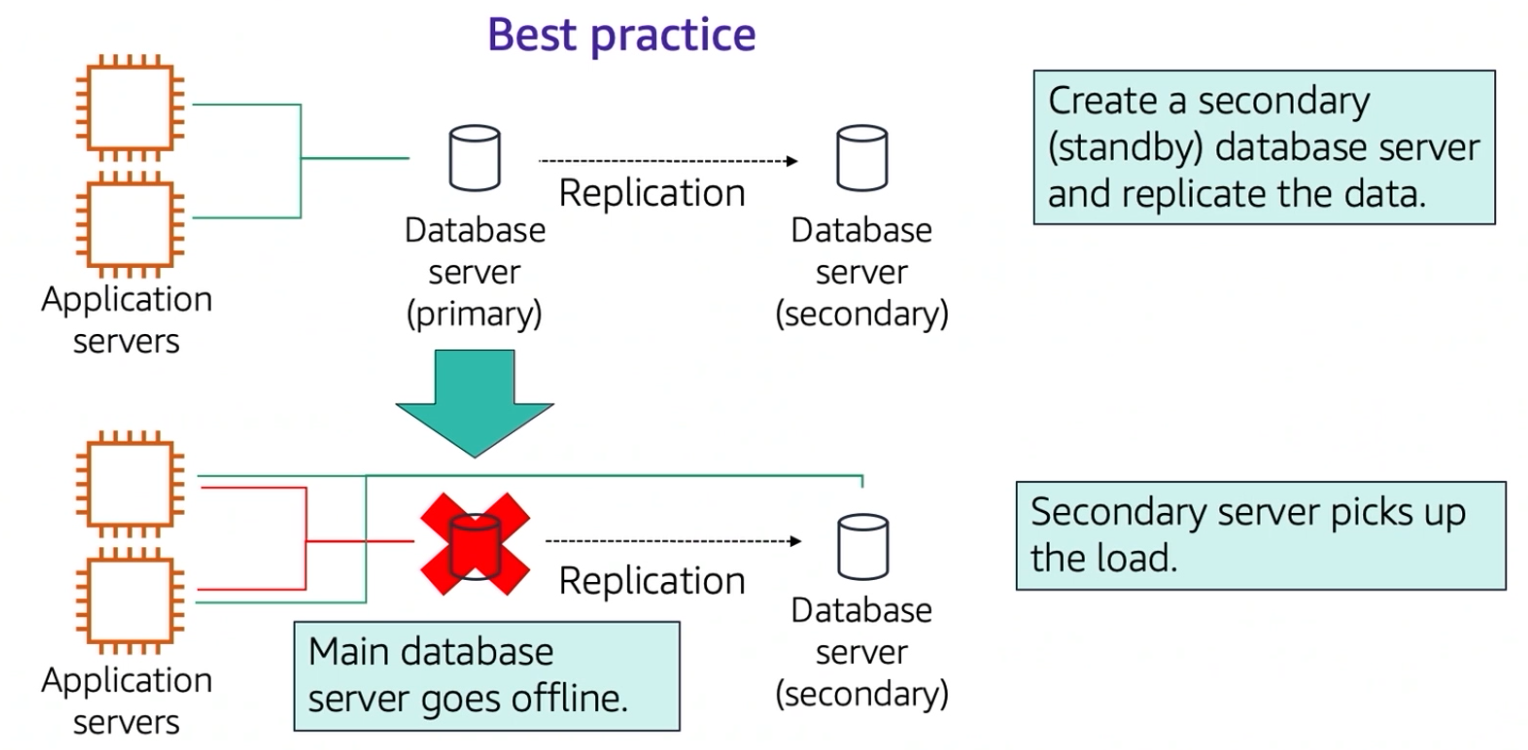 Best practice
Create a secondary
(standby) database server
and replicate the data.
Replication
Database
server
(primary)
Database
server
(secondary)
Application
servers
Secondary server picks up
the load.
Replication
Database
server
(secondary)
Main database
server goes offline.
Application
servers